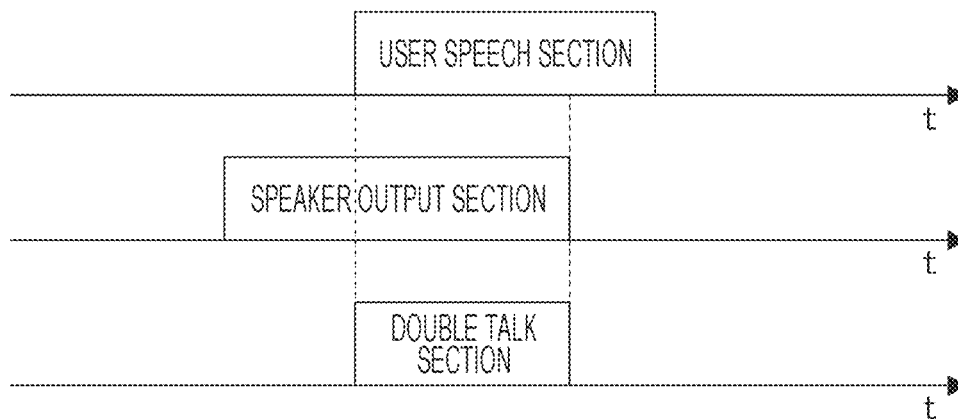 USER SPEECH SECTION
t
SPEAKER OUTPUT SECTION
t
DOUBLE TALK
SECTION
t